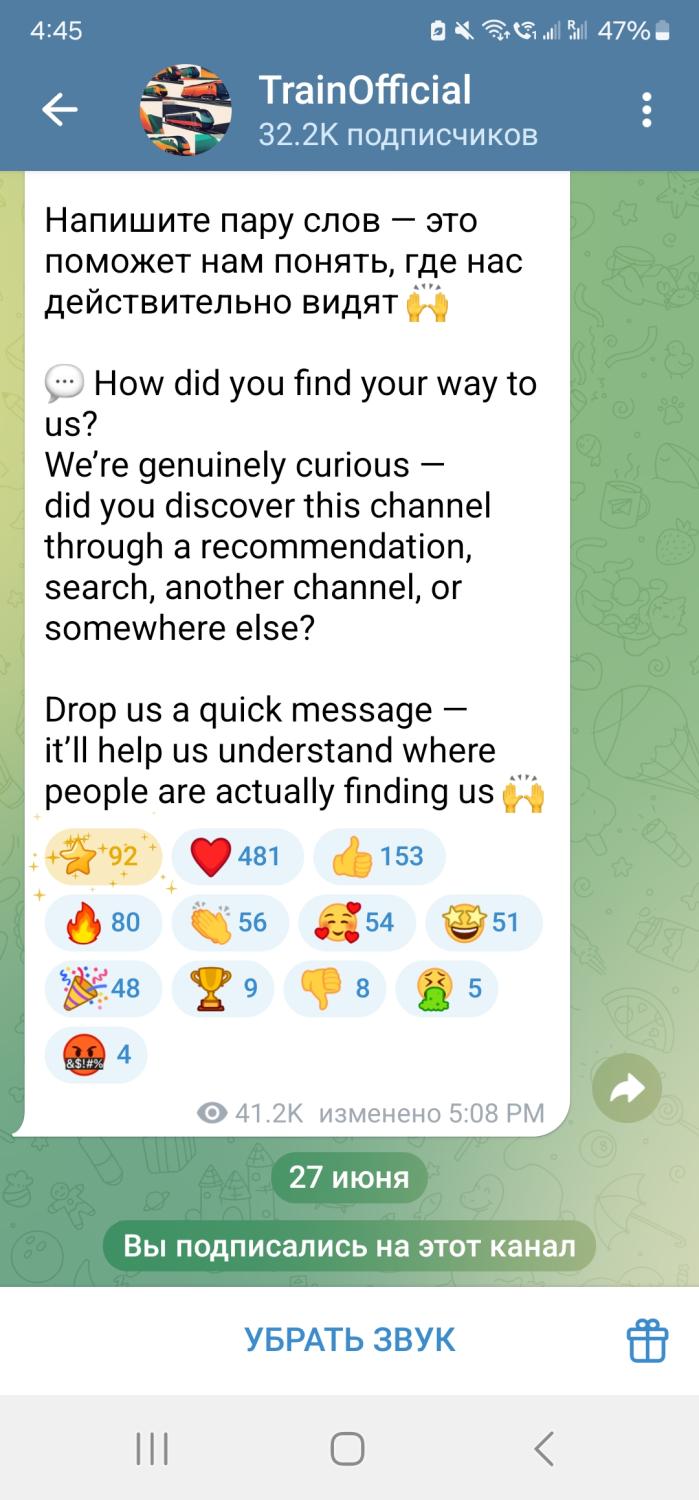 4:45
47%
TrainOfficial
32.2K подписчиков
Напишите пару слов — это
поможет нам понять, где нас
действительно видят 🙌
💬 How did you find your way to
us?
We’re genuinely curious —
did you discover this channel
through a recommendation,
search, another channel, or
somewhere else?
Drop us a quick message —
it’ll help us understand where
people are actually finding us 🙌
⭐ 92 ❤️ 481 👍 153
🔥 80 👏 56 🥰 54 🤩 51
🎉 48 🏆 9 👎 8 🤮 5
🤬 4
41.2K изменено 5:08 PM
27 июня
Вы подписались на этот канал
УБРАТЬ ЗВУК